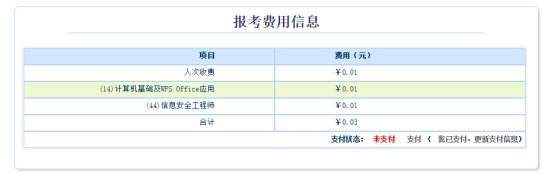 报考费用信息
项目 费用（元）
人次收费 ￥0.01
(14)计算机基础及WPS Office应用 ￥0.01
(44)信息安全工程师 ￥0.01
合计 ￥0.03
支付状态： 未支付 支付 （ 我已支付，更新支付信息）